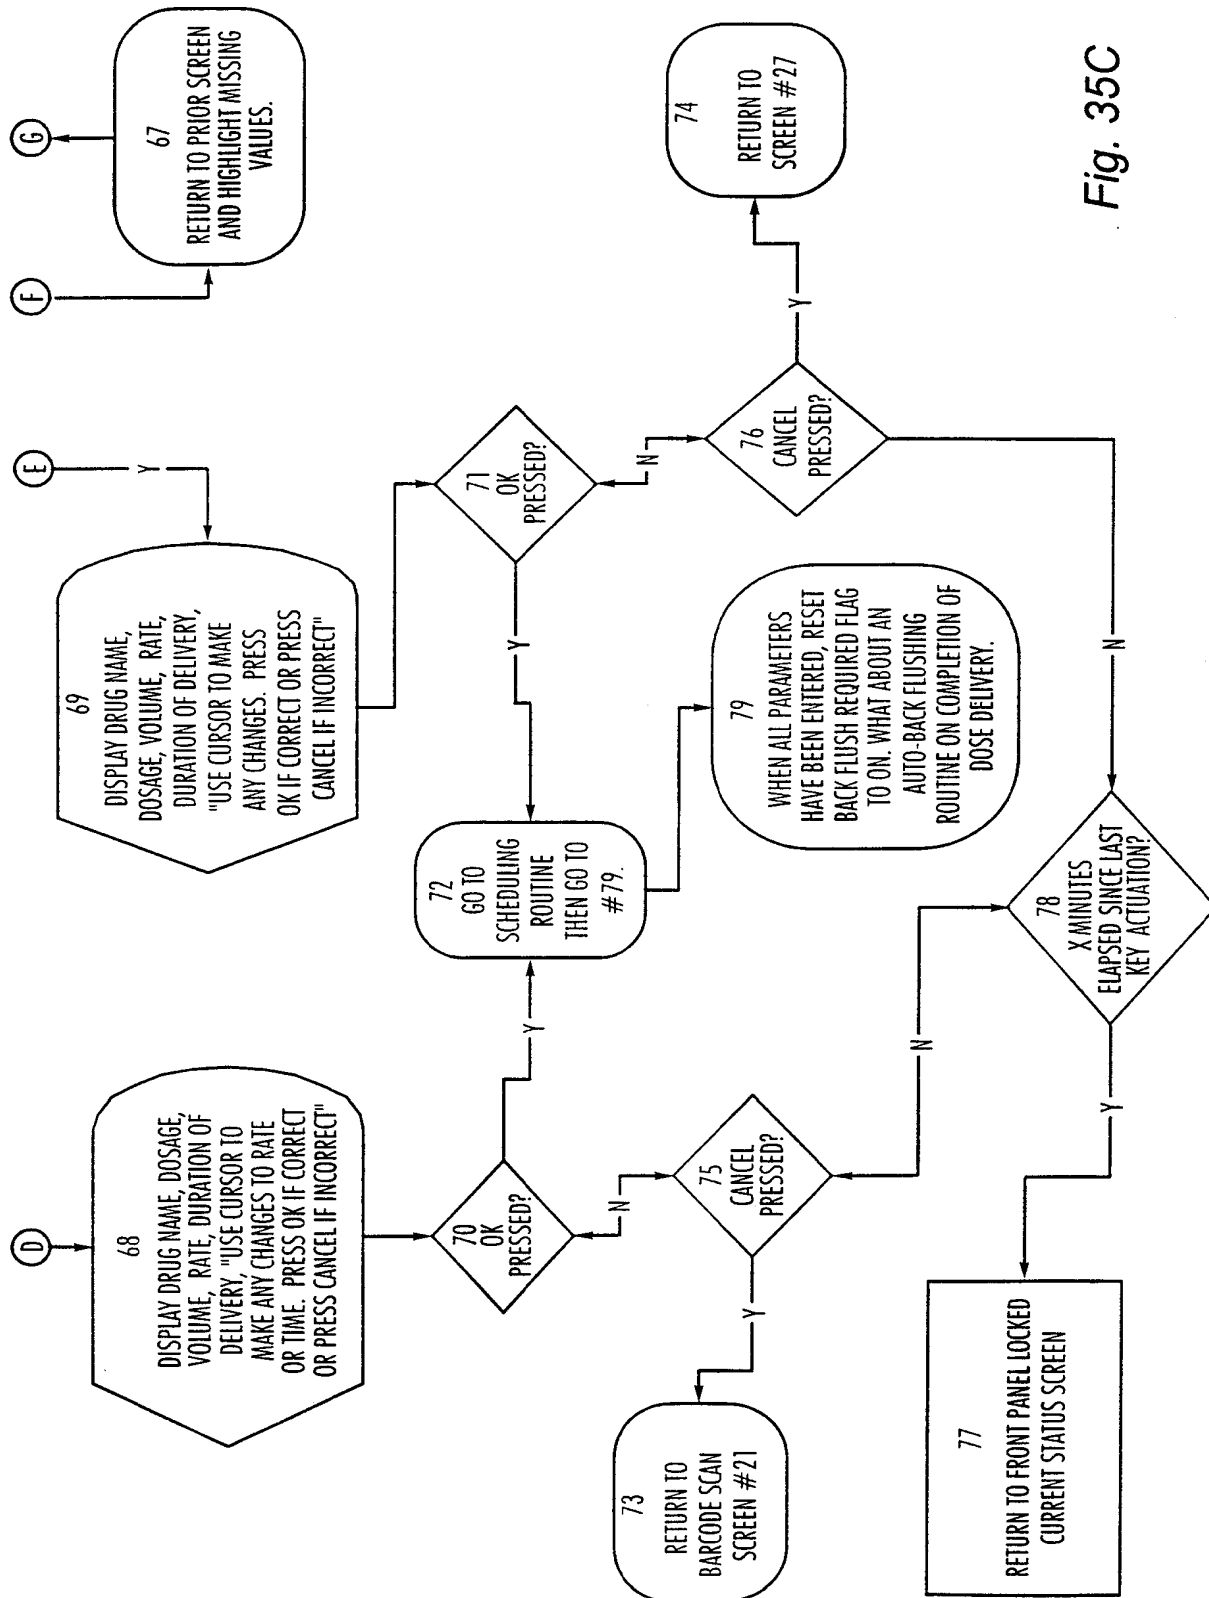 D
68
DISPLAY DRUG NAME, DOSAGE,
VOLUME, RATE, DURATION OF
DELIVERY, "USE CURSOR TO
MAKE ANY CHANGES TO RATE
OR TIME. PRESS OK IF CORRECT
OR PRESS CANCEL IF INCORRECT"
E
Y
69
DISPLAY DRUG NAME,
DOSAGE, VOLUME, RATE,
DURATION OF DELIVERY,
"USE CURSOR TO MAKE
ANY CHANGES. PRESS
OK IF CORRECT OR PRESS
CANCEL IF INCORRECT"
F
G
67
RETURN TO PRIOR SCREEN
AND HIGHLIGHT MISSING
VALUES.
70
OK
PRESSED?
Y
72
GO TO
SCHEDULING
ROUTINE
THEN GO TO
#79.
Y
71
OK
PRESSED?
N
N
73
RETURN TO
BARCODE SCAN
SCREEN #21
Y
75
CANCEL
PRESSED?
79
WHEN ALL PARAMETERS
HAVE BEEN ENTERED, RESET
BACK FLUSH REQUIRED FLAG
TO ON. WHAT ABOUT AN
AUTO-BACK FLUSHING
ROUTINE ON COMPLETION OF
DOSE DELIVERY.
76
CANCEL
PRESSED?
Y
74
RETURN TO
SCREEN #27
N
N
77
RETURN TO FRONT PANEL LOCKED
CURRENT STATUS SCREEN
Y
78
X MINUTES
ELAPSED SINCE LAST
KEY ACTUATION?
Fig. 35C